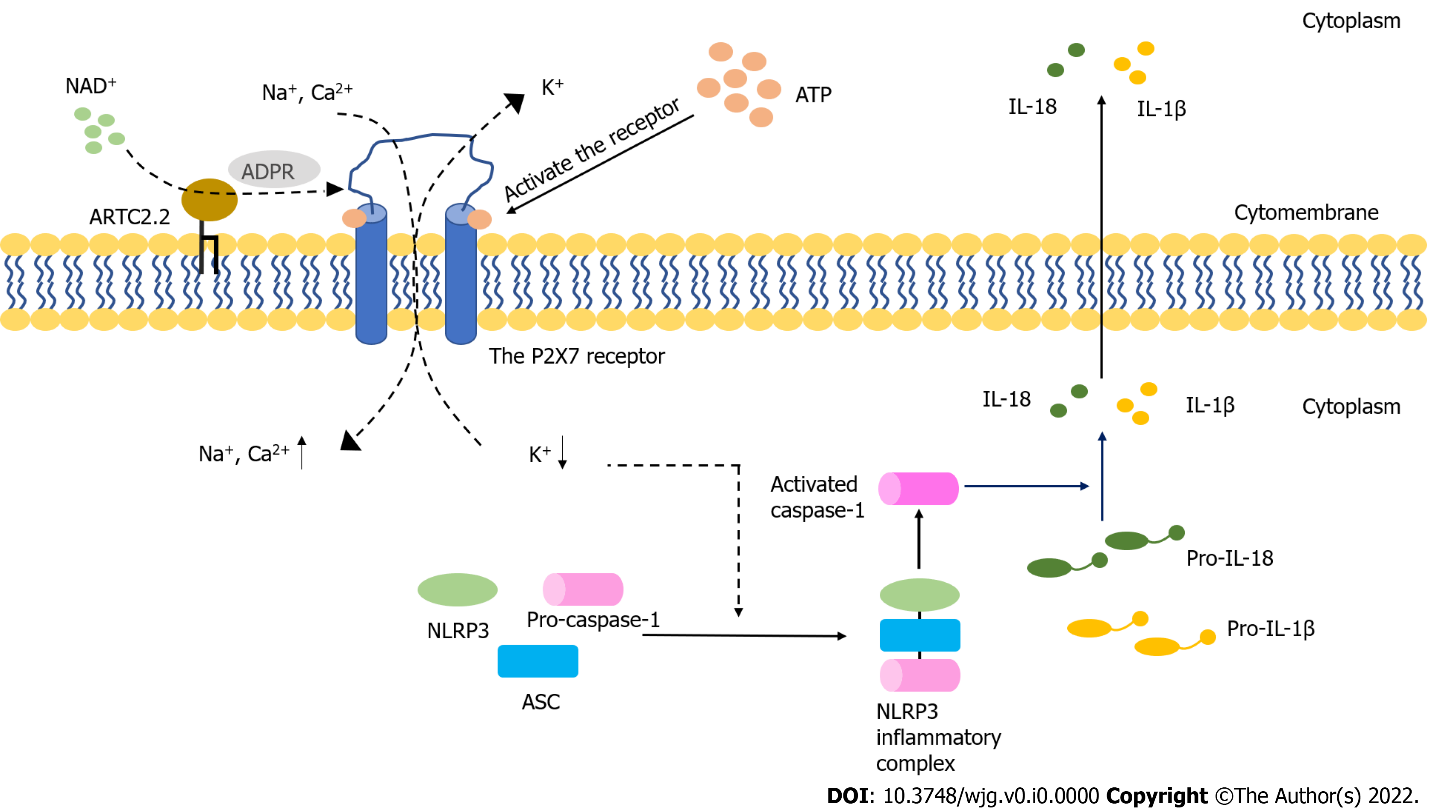 Cytoplasm
NAD⁺
Na⁺, Ca²⁺
K⁺
ATP
IL-18
IL-1β
Activate the receptor
ADPR
ARTC2.2
Cytomembrane
The P2X7 receptor
IL-18
IL-1β
Cytoplasm
Na⁺, Ca²⁺
K⁺
Activated
caspase-1
Pro-IL-18
NLRP3
Pro-caspase-1
Pro-IL-1β
ASC
NLRP3
inflammatory
complex
DOI: 10.3748/wjg.v0.i0.0000 Copyright ©The Author(s) 2022.